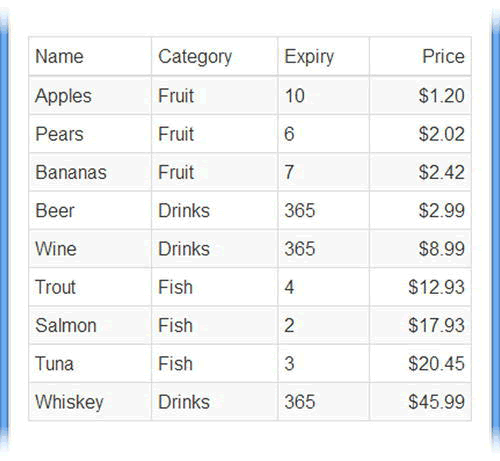 Name Category Expiry Price
Apples Fruit 10 $1.20
Pears Fruit 6 $2.02
Bananas Fruit 7 $2.42
Beer Drinks 365 $2.99
Wine Drinks 365 $8.99
Trout Fish 4 $12.93
Salmon Fish 2 $17.93
Tuna Fish 3 $20.45
Whiskey Drinks 365 $45.99